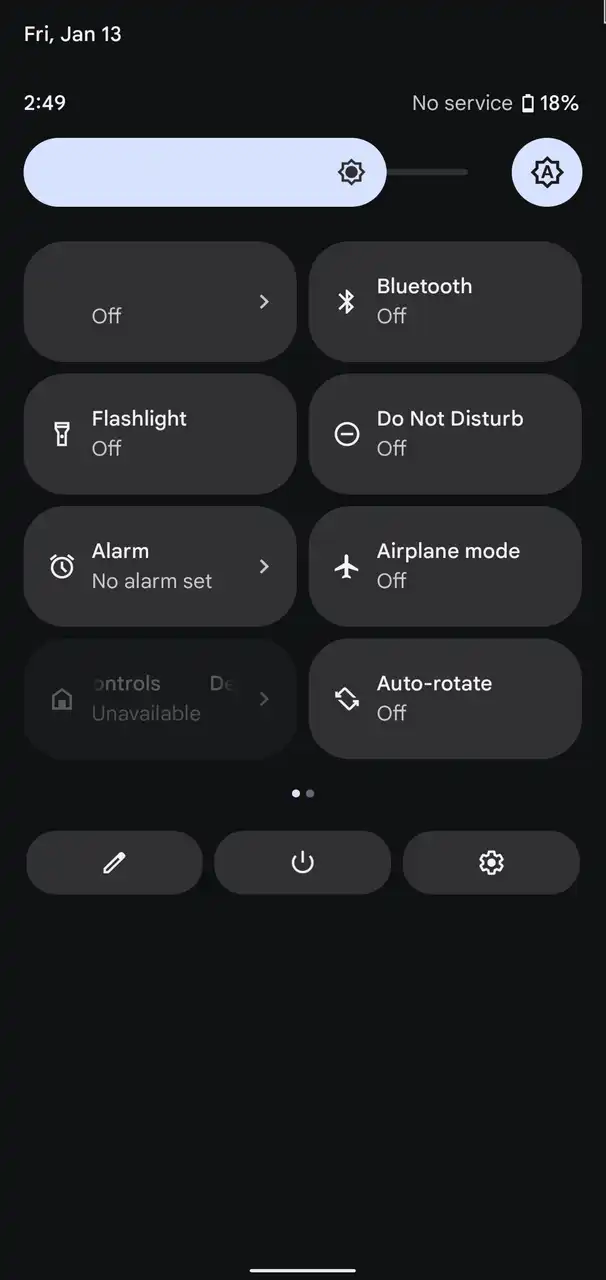 Fri, Jan 13
2:49
No service 18%
A
Off
Bluetooth
Off
Flashlight
Off
Do Not Disturb
Off
Alarm
No alarm set
Airplane mode
Off
ontrols De
Unavailable
Auto-rotate
Off